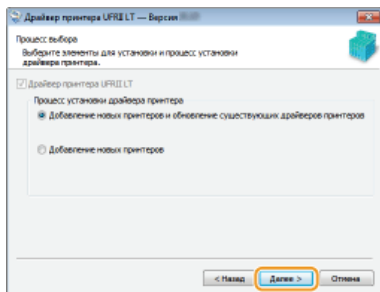 Драйвер принтера UFRII LT — Версия
Процесс выбора
Выберите элементы для установки и процесс установки
драйвера принтера.
Драйвер принтера UFRII LT
Процесс установки драйвера принтера
Добавление новых принтеров и обновление существующих драйверов принтеров
Добавление новых принтеров
< Назад Далее > Отмена